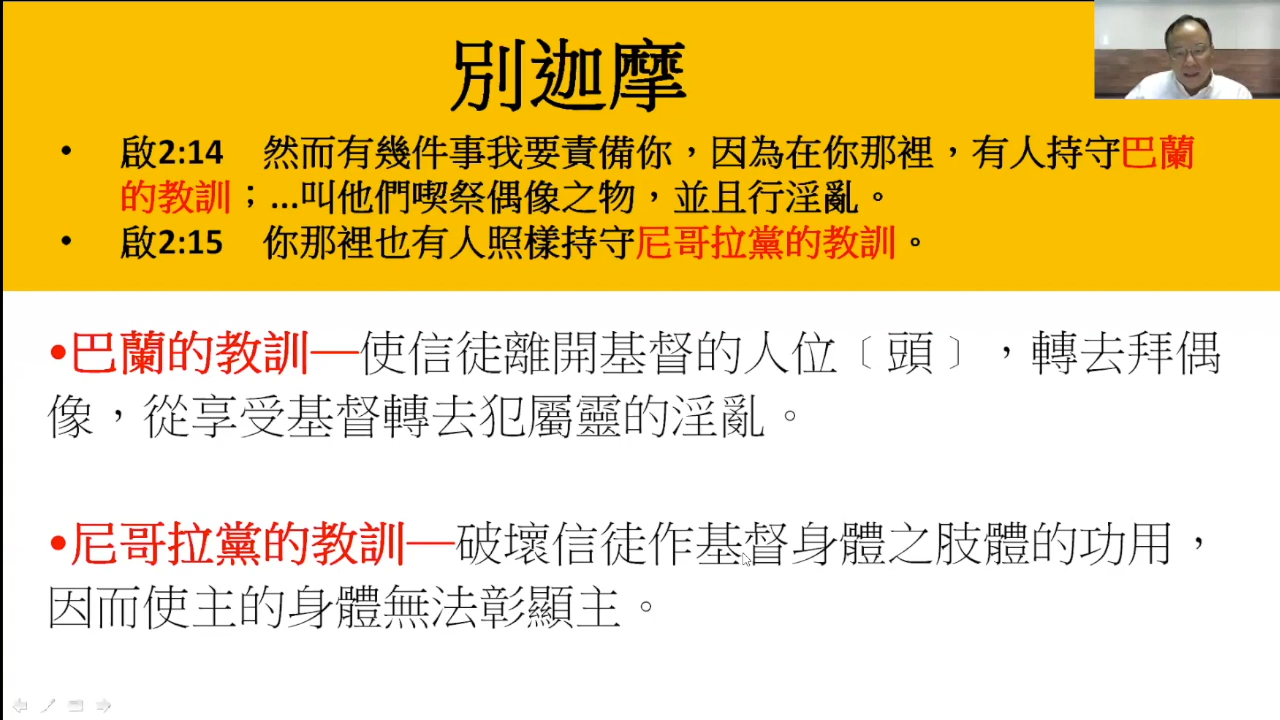 別迦摩
• 啟2:14 然而有幾件事我要責備你，因為在你那裡，有人持守巴蘭
的教訓；...叫他們喫祭偶像之物，並且行淫亂。
• 啟2:15 你那裡也有人照樣持守尼哥拉黨的教訓。
•巴蘭的教訓—使信徒離開基督的人位﹝頭﹞，轉去拜偶
像，從享受基督轉去犯屬靈的淫亂。
•尼哥拉黨的教訓—破壞信徒作基督身體之肢體的功用，
因而使主的身體無法彰顯主。